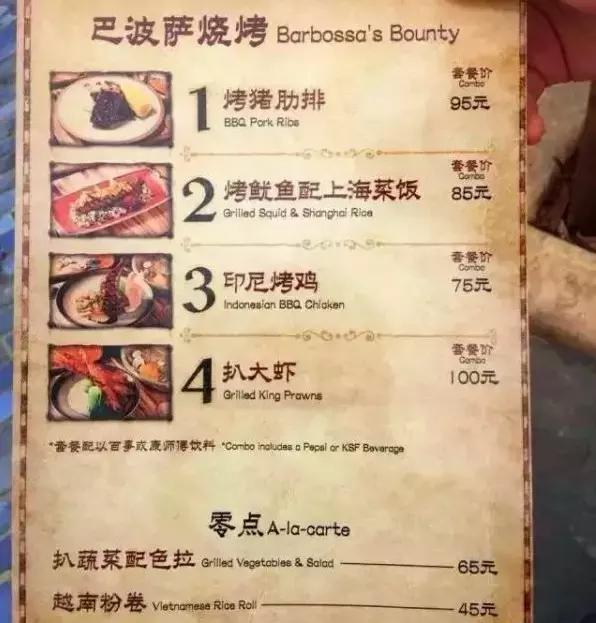 巴波萨烧烤 Barbossa's Bounty
套餐价
Combo
1 烤猪肋排 95元
BBQ Pork Ribs
套餐价
Combo
2 烤鱿鱼配上海菜饭 85元
Grilled Squid & Shanghai Rice
套餐价
Combo
3 印尼烤鸡 75元
Indonesian BBQ Chicken
套餐价
Combo
4 扒大虾 100元
Grilled King Prawns
*套餐配以百事或康师傅饮料 *Combo includes a Pepsi or KSF Beverage
零点 A-la-carte
扒蔬菜配色拉 Grilled Vegetables & Salad 65元
越南粉卷 Vietnamese Rice Roll 45元